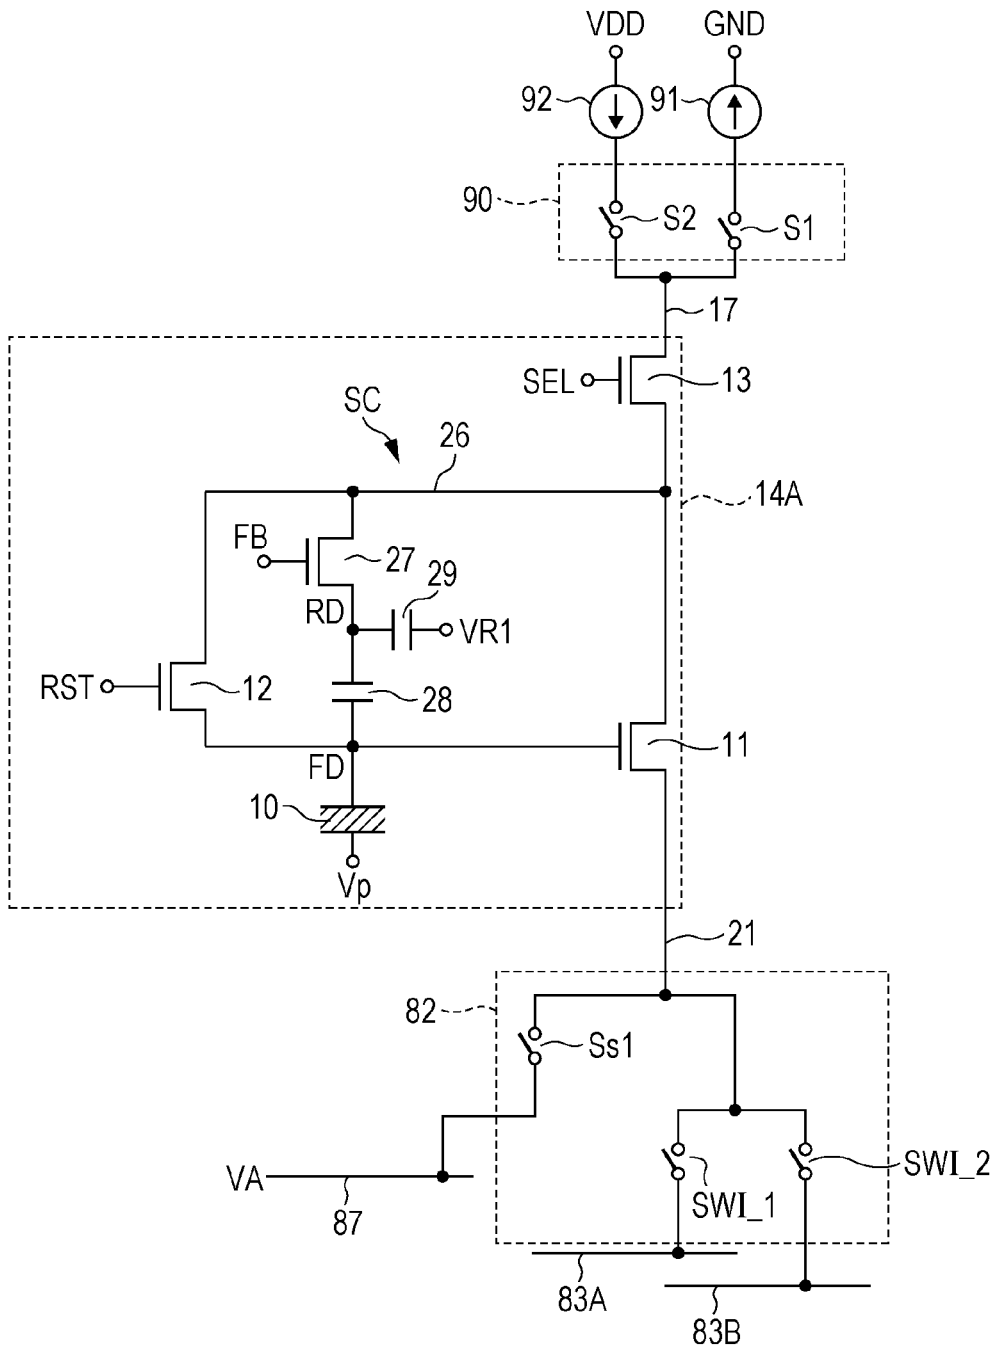 VDD GND
92 91
90 S2 S1
17
SEL 13
SC
26
14A
FB 27
29
RD VR1
RST 12 28
FD 11
10
Vp
21
82 Ss1
VA SWI_1 SWI_2
87
83A
83B